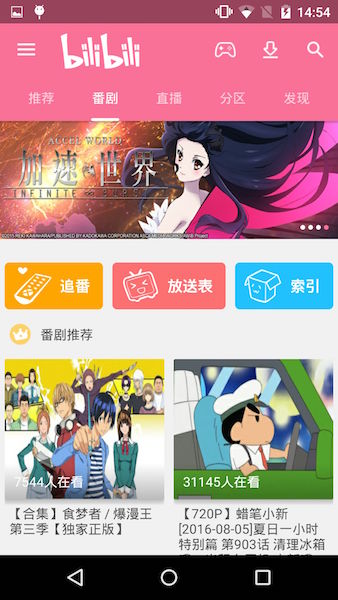 14:54
bilibili
推荐
番剧
直播
分区
发现
ACCEL WORLD
加速世界
INFINITE ∞ BURST
©2015 REKI KAWAHARA/PUBLISHED BY KADOKAWA CORPORATION ASCII MEDIA WORKS/AWIB Project
追番
放送表
索引
番剧推荐
7544人在看
【合集】食梦者 / 爆漫王
第三季【独家正版】
31145人在看
【720P】蜡笔小新
[2016-08-05]夏日一小时
特别篇 第903话 清理冰箱